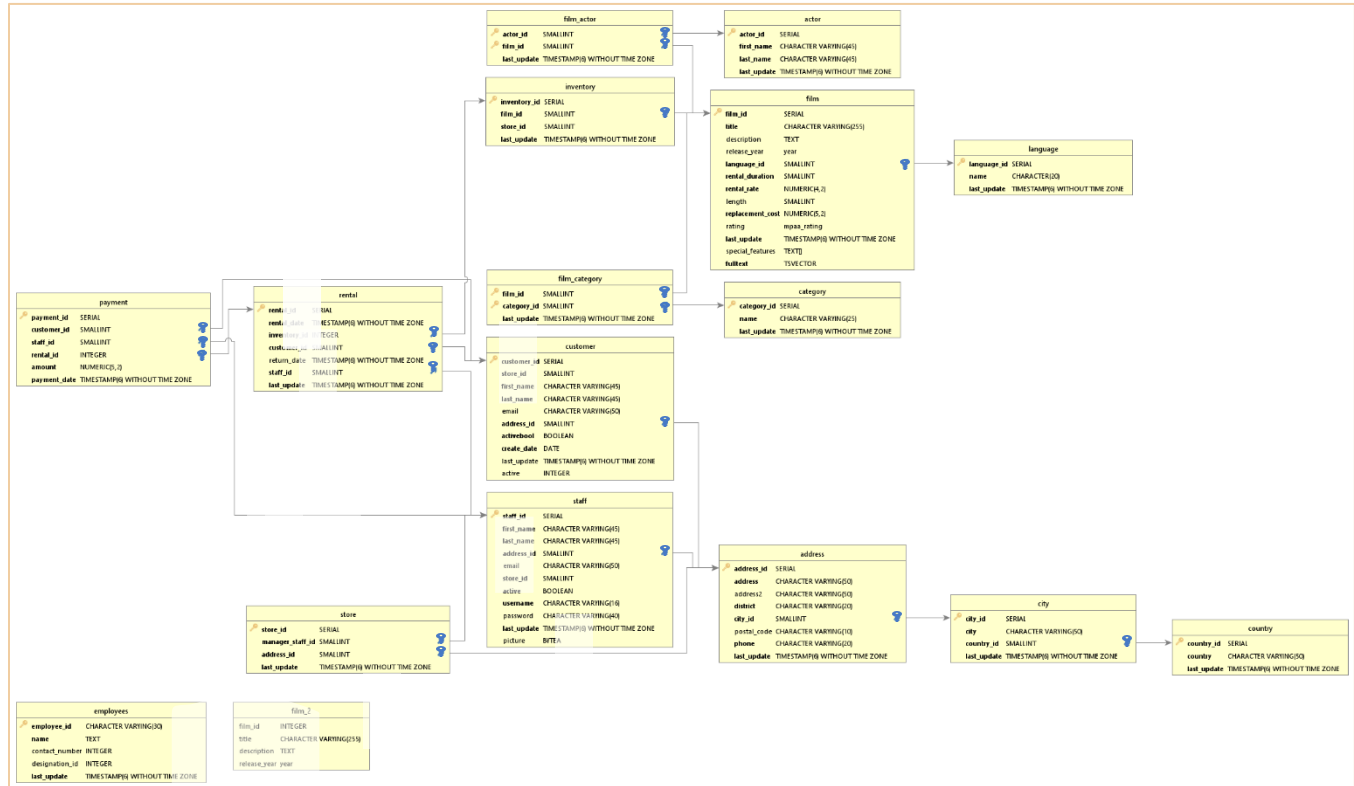 film_actor
actor_id SMALLINT
film_id SMALLINT
last_update TIMESTAMP(6) WITHOUT TIME ZONE
actor
actor_id SERIAL
first_name CHARACTER VARYING(45)
last_name CHARACTER VARYING(45)
last_update TIMESTAMP(6) WITHOUT TIME ZONE
inventory
inventory_id SERIAL
film_id SMALLINT
store_id SMALLINT
last_update TIMESTAMP(6) WITHOUT TIME ZONE
film
film_id SERIAL
title CHARACTER VARYING(255)
description TEXT
release_year year
language_id SMALLINT
rental_duration SMALLINT
rental_rate NUMERIC(4,2)
length SMALLINT
replacement_cost NUMERIC(5,2)
rating mpaa_rating
last_update TIMESTAMP(6) WITHOUT TIME ZONE
special_features TEXT[]
fulltext TSVECTOR
language
language_id SERIAL
name CHARACTER(20)
last_update TIMESTAMP(6) WITHOUT TIME ZONE
film_category
film_id SMALLINT
category_id SMALLINT
last_update TIMESTAMP(6) WITHOUT TIME ZONE
category
category_id SERIAL
name CHARACTER VARYING(25)
last_update TIMESTAMP(6) WITHOUT TIME ZONE
payment
payment_id SERIAL
customer_id SMALLINT
staff_id SMALLINT
rental_id INTEGER
amount NUMERIC(5,2)
payment_date TIMESTAMP(6) WITHOUT TIME ZONE
rental
rental_id SERIAL
rental_date TIMESTAMP(6) WITHOUT TIME ZONE
inventory_id INTEGER
customer_id SMALLINT
return_date TIMESTAMP(6) WITHOUT TIME ZONE
staff_id SMALLINT
last_update TIMESTAMP(6) WITHOUT TIME ZONE
customer
customer_id SERIAL
store_id SMALLINT
first_name CHARACTER VARYING(45)
last_name CHARACTER VARYING(45)
email CHARACTER VARYING(50)
address_id SMALLINT
activebool BOOLEAN
create_date DATE
last_update TIMESTAMP(6) WITHOUT TIME ZONE
active INTEGER
staff
staff_id SERIAL
first_name CHARACTER VARYING(45)
last_name CHARACTER VARYING(45)
address_id SMALLINT
email CHARACTER VARYING(50)
store_id SMALLINT
active BOOLEAN
username CHARACTER VARYING(16)
password CHARACTER VARYING(40)
last_update TIMESTAMP(6) WITHOUT TIME ZONE
picture BYTEA
address
address_id SERIAL
address CHARACTER VARYING(50)
address2 CHARACTER VARYING(50)
district CHARACTER VARYING(20)
city_id SMALLINT
postal_code CHARACTER VARYING(10)
phone CHARACTER VARYING(20)
last_update TIMESTAMP(6) WITHOUT TIME ZONE
city
city_id SERIAL
city CHARACTER VARYING(50)
country_id SMALLINT
last_update TIMESTAMP(6) WITHOUT TIME ZONE
country
country_id SERIAL
country CHARACTER VARYING(50)
last_update TIMESTAMP(6) WITHOUT TIME ZONE
store
store_id SERIAL
manager_staff_id SMALLINT
address_id SMALLINT
last_update TIMESTAMP(6) WITHOUT TIME ZONE
employees
employee_id CHARACTER VARYING(30)
name TEXT
contact_number INTEGER
designation_id INTEGER
last_update TIMESTAMP(6) WITHOUT TIME ZONE
film_2
film_id INTEGER
title CHARACTER VARYING(255)
description TEXT
release_year year